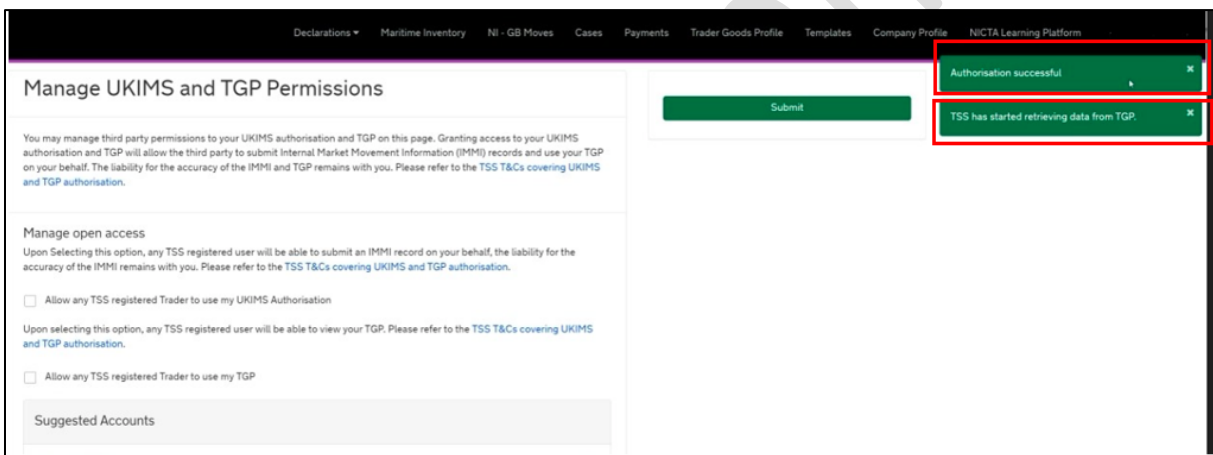 Declarations Maritime Inventory NI - GB Moves Cases Payments Trader Goods Profile Templates Company Profile NICTA Learning Platform
Authorisation successful
TSS has started retrieving data from TGP.
Manage UKIMS and TGP Permissions
Submit
You may manage third party permissions to your UKIMS authorisation and TGP on this page. Granting access to your UKIMS
authorisation and TGP will allow the third party to submit Internal Market Movement Information (IMMI) records and use your TGP
on your behalf. The liability for the accuracy of the IMMI and TGP remains with you. Please refer to the TSS T&Cs covering UKIMS
and TGP authorisation.
Manage open access
Upon Selecting this option, any TSS registered user will be able to submit an IMMI record on your behalf, the liability for the
accuracy of the IMMI remains with you. Please refer to the TSS T&Cs covering UKIMS and TGP authorisation.
Allow any TSS registered Trader to use my UKIMS Authorisation
Upon selecting this option, any TSS registered user will be able to view your TGP. Please refer to the TSS T&Cs covering UKIMS
and TGP authorisation.
Allow any TSS registered Trader to use my TGP
Suggested Accounts